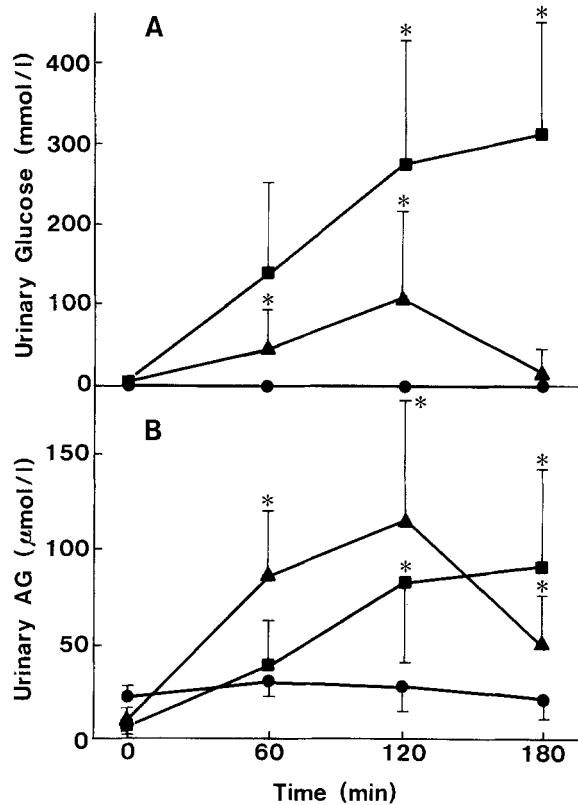 A
Urinary Glucose (mmol/l)
400
300
200
100
0
* * * *
B
Urinary AG (μmol/l)
150
100
50
0
* * * * *
0 60 120 180
Time (min)